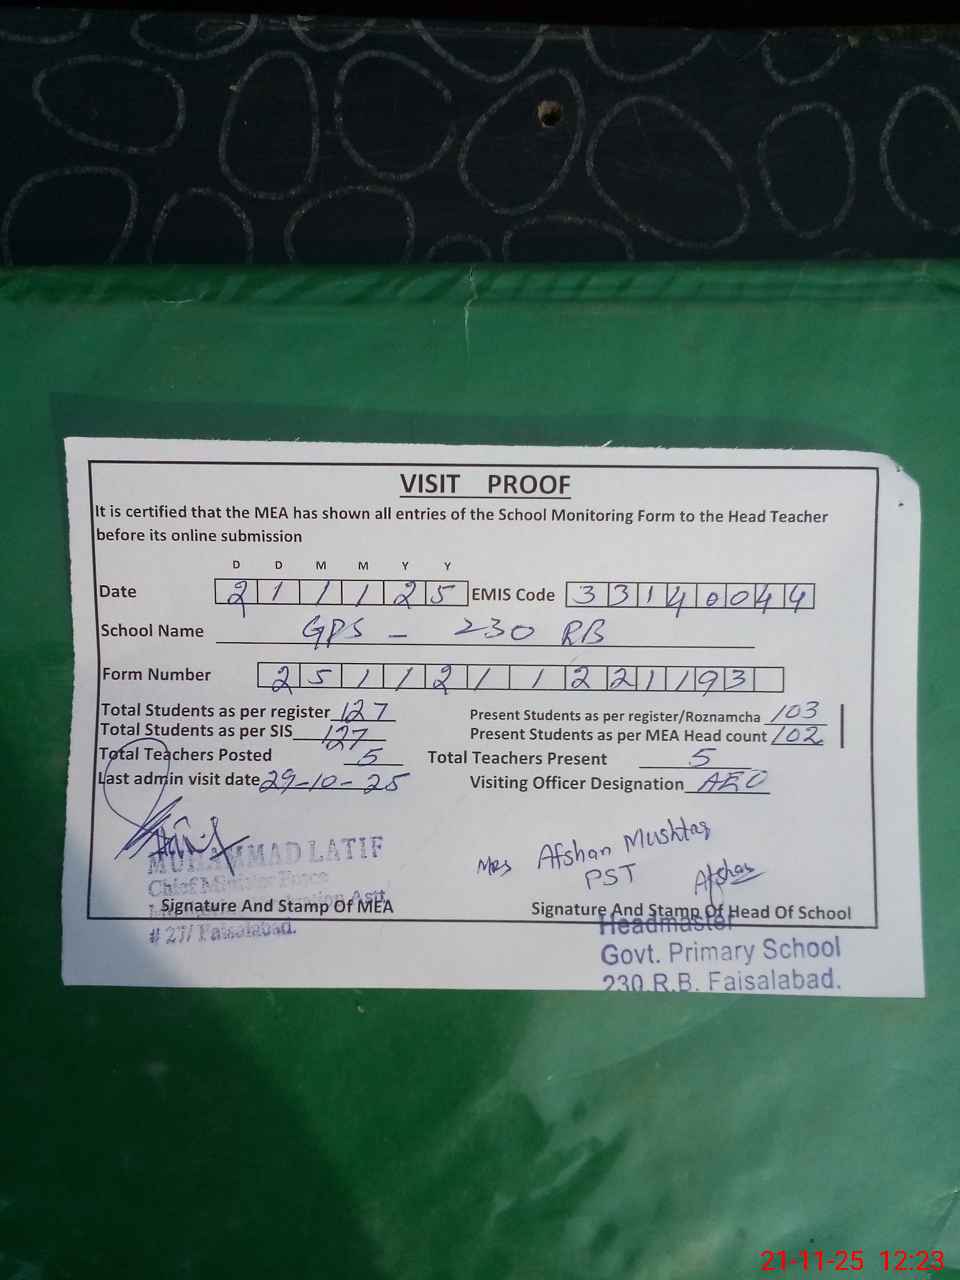 VISIT PROOF
It is certified that the MEA has shown all entries of the School Monitoring Form to the Head Teacher
before its online submission
D D M M Y Y
Date 2 1 1 1 2 5 EMIS Code 3 3 1 4 0 0 4 4
School Name GPS - 230 RB
Form Number 2 5 1 1 2 1 1 2 2 1 1 9 3
Total Students as per register 127 Present Students as per register/Roznamcha 103
Total Students as per SIS 127 Present Students as per MEA Head count 102
Total Teachers Posted 5 Total Teachers Present 5
Last admin visit date 29-10-25 Visiting Officer Designation AEO
Mrs Afshan Mushtaq
PST Afshan
MUHAMMAD LATIF
Chief Minister Force
Signature And Stamp Of MEA Signature And Stamp Of Head Of School
# 27/ Faisalabad.
Headmaster
Govt. Primary School
230 R.B. Faisalabad.
21-11-25 12:23